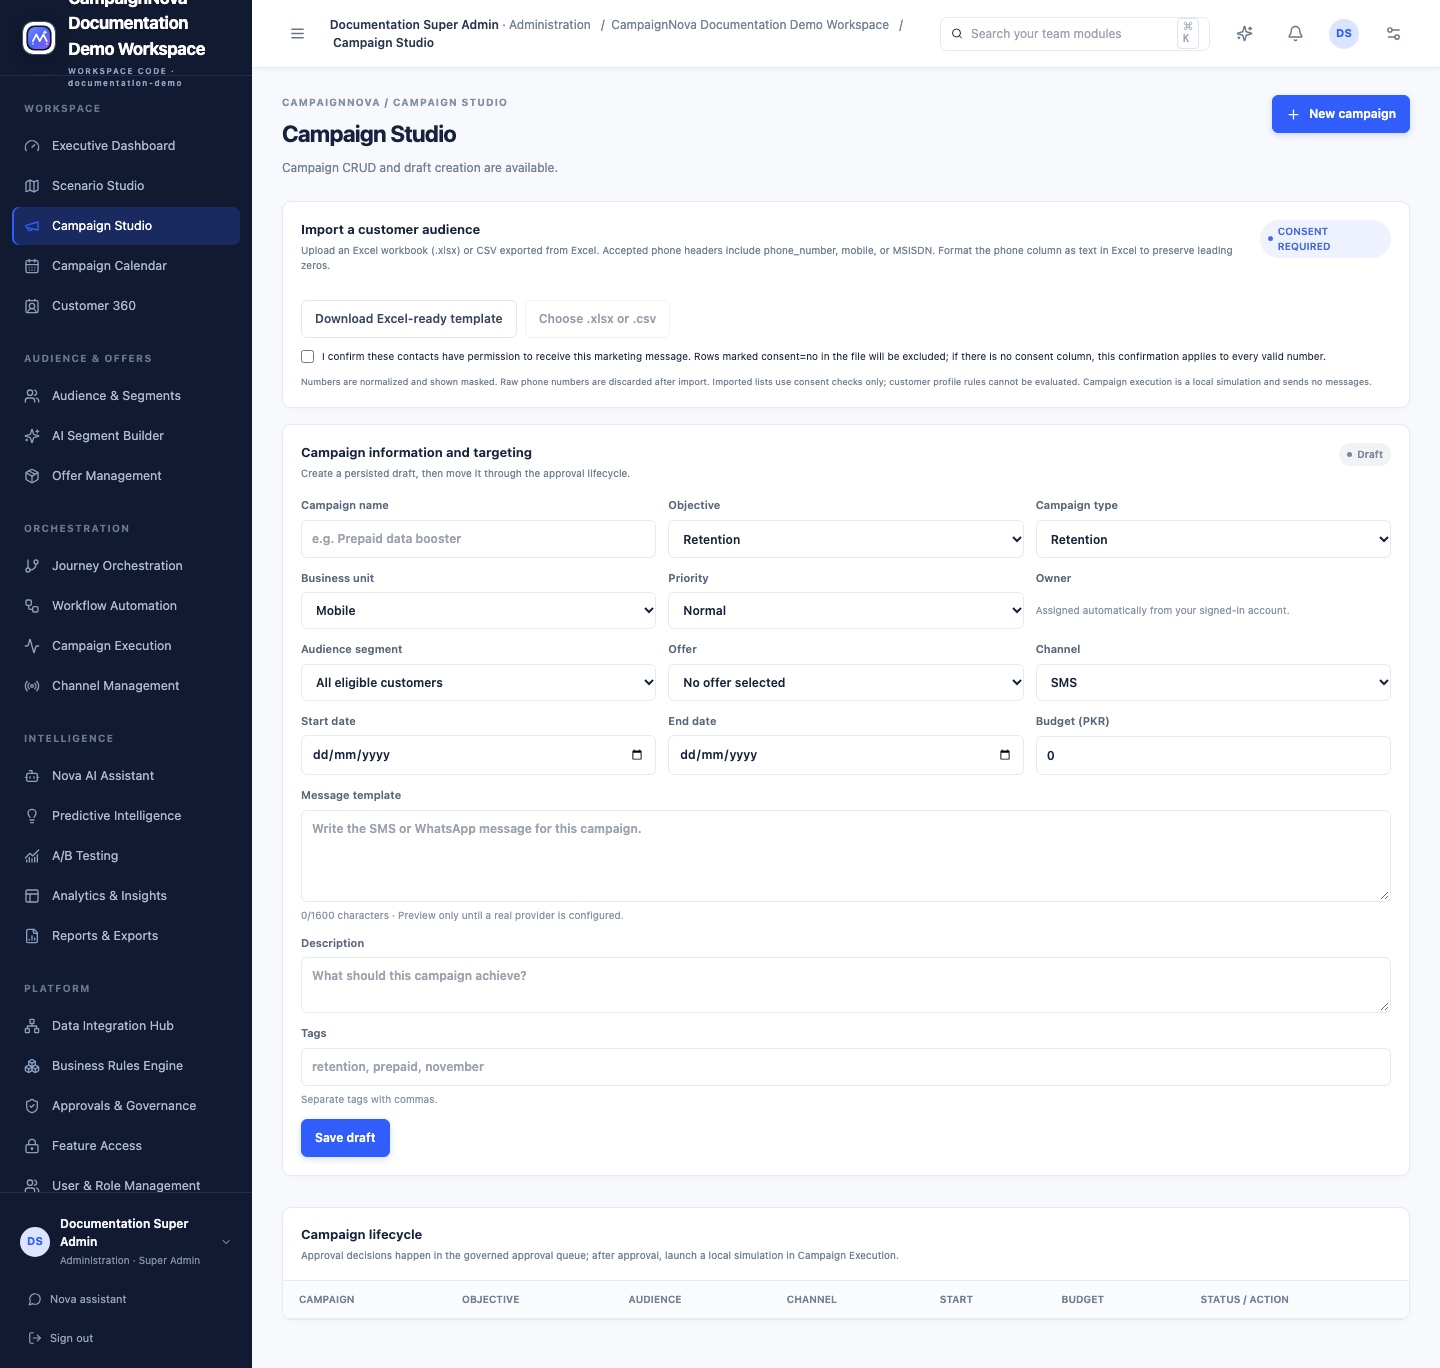 CampaignNova
Documentation
Demo Workspace
WORKSPACE CODE ·
documentation-demo
WORKSPACE
Executive Dashboard
Scenario Studio
Campaign Studio
Campaign Calendar
Customer 360
AUDIENCE & OFFERS
Audience & Segments
AI Segment Builder
Offer Management
ORCHESTRATION
Journey Orchestration
Workflow Automation
Campaign Execution
Channel Management
INTELLIGENCE
Nova AI Assistant
Predictive Intelligence
A/B Testing
Analytics & Insights
Reports & Exports
PLATFORM
Data Integration Hub
Business Rules Engine
Approvals & Governance
Feature Access
User & Role Management
DS
Documentation Super
Admin
Administration · Super Admin
Nova assistant
Sign out
Documentation Super Admin · Administration / CampaignNova Documentation Demo Workspace /
Campaign Studio
Search your team modules
⌘
K
DS
CAMPAIGNNOVA / CAMPAIGN STUDIO
Campaign Studio
Campaign CRUD and draft creation are available.
New campaign
Import a customer audience
Upload an Excel workbook (.xlsx) or CSV exported from Excel. Accepted phone headers include phone_number, mobile, or MSISDN. Format the phone column as text in Excel to preserve leading
zeros.
CONSENT
REQUIRED
Download Excel-ready template
Choose .xlsx or .csv
I confirm these contacts have permission to receive this marketing message. Rows marked consent=no in the file will be excluded; if there is no consent column, this confirmation applies to every valid number.
Numbers are normalized and shown masked. Raw phone numbers are discarded after import. Imported lists use consent checks only; customer profile rules cannot be evaluated. Campaign execution is a local simulation and sends no messages.
Campaign information and targeting
Create a persisted draft, then move it through the approval lifecycle.
Draft
Campaign name
Objective
Campaign type
e.g. Prepaid data booster
Retention
Retention
Business unit
Priority
Owner
Mobile
Normal
Assigned automatically from your signed-in account.
Audience segment
Offer
Channel
All eligible customers
No offer selected
SMS
Start date
End date
Budget (PKR)
dd/mm/yyyy
dd/mm/yyyy
0
Message template
Write the SMS or WhatsApp message for this campaign.
0/1600 characters · Preview only until a real provider is configured.
Description
What should this campaign achieve?
Tags
retention, prepaid, november
Separate tags with commas.
Save draft
Campaign lifecycle
Approval decisions happen in the governed approval queue; after approval, launch a local simulation in Campaign Execution.
CAMPAIGN
OBJECTIVE
AUDIENCE
CHANNEL
START
BUDGET
STATUS / ACTION